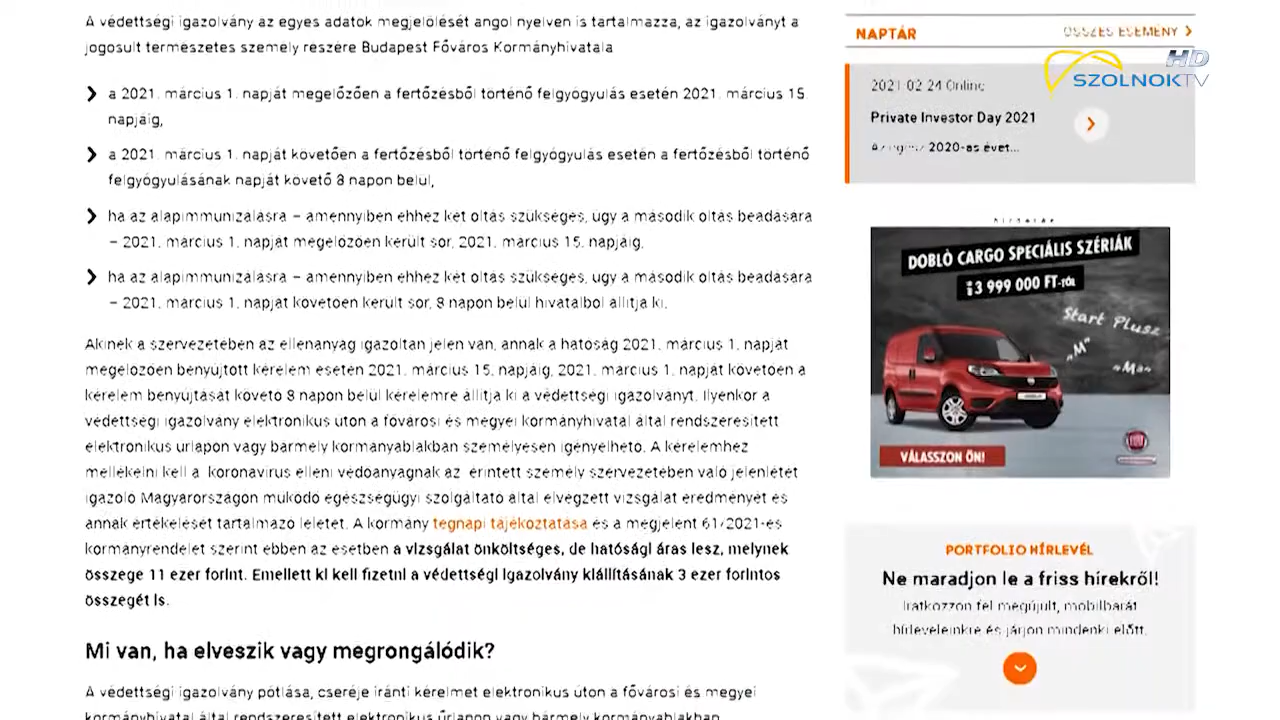 A védettségi igazolvány az egyes adatok megjelölését angol nyelven is tartalmazza, az igazolványt a
jogosult természetes személy részére Budapest Főváros Kormányhivatala
a 2021. március 1. napját megelőzően a fertőzésből történő felgyógyulás esetén 2021. március 15.
napjáig,
a 2021. március 1. napját követően a fertőzésből történő felgyógyulás esetén a fertőzésből történő
felgyógyulásának napját követő 8 napon belül,
ha az alapimmunizálásra – amennyiben ehhez két oltás szükséges, úgy a második oltás beadására
– 2021. március 1. napját megelőzően került sor, 2021. március 15. napjáig,
ha az alapimmunizálásra – amennyiben ehhez két oltás szükséges, úgy a második oltás beadására
– 2021. március 1. napját követően került sor, 8 napon belül hivatalból állítja ki.
Akinek a szervezetében az ellenanyag igazoltan jelen van, annak a hatóság 2021. március 1. napját
megelőzően benyújtott kérelem esetén 2021. március 15. napjáig, 2021. március 1. napját követően a
kérelem benyújtását követő 8 napon belül kérelemre állítja ki a védettségi igazolványt. Ilyenkor a
védettségi igazolvány elektronikus úton a fővárosi és megyei kormányhivatal által rendszeresített
elektronikus űrlapon vagy bármely kormányablakban személyesen igényelhető. A kérelemhez
mellékelni kell a koronavírus elleni védőanyagnak az érintett személy szervezetében való jelenlétét
igazoló Magyarországon működő egészségügyi szolgáltató által elvégzett vizsgálat eredményét és
annak értékelését tartalmazó leletet. A kormány tegnapi tájékoztatása és a megjelent 61/2021-es
kormányrendelet szerint ebben az esetben a vizsgálat önköltséges, de hatósági áras lesz, melynek
összege 11 ezer forint. Emellett ki kell fizetni a védettségi igazolvány kiállításának 3 ezer forintos
összegét is.
Mi van, ha elveszik vagy megrongálódik?
A védettségi igazolvány pótlása, cseréje iránti kérelmet elektronikus úton a fővárosi és megyei
kormányhivatal által rendszeresített elektronikus űrlapon vagy bármely kormányablakban
NAPTÁR
ÖSSZES ESEMÉNY
HD
SZOLNOKTV
2021-02-24 Online
Private Investor Day 2021
Az egész 2020-as évet...
hirdetés
DOBLÒ CARGO SPECIÁLIS SZÉRIÁK
3 999 000 FT-tól
Start Plusz
„M”
„Ma„
VÁLASSZON ÖN!
PORTFOLIO HÍRLEVÉL
Ne maradjon le a friss hírekről!
Iratkozzon fel megújult, mobilbarát
hírleveleinkre és járjon mindenki előtt.